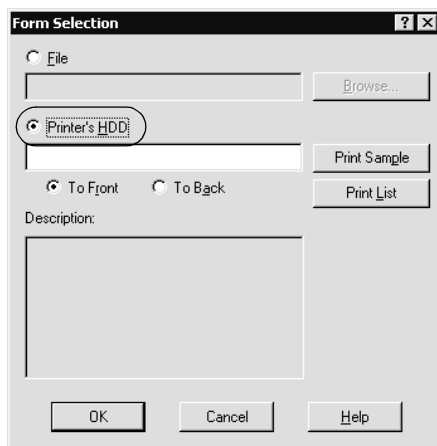 Form Selection
File
Browse...
Printer's HDD
Print Sample
To Front To Back
Print List
Description:
OK Cancel Help